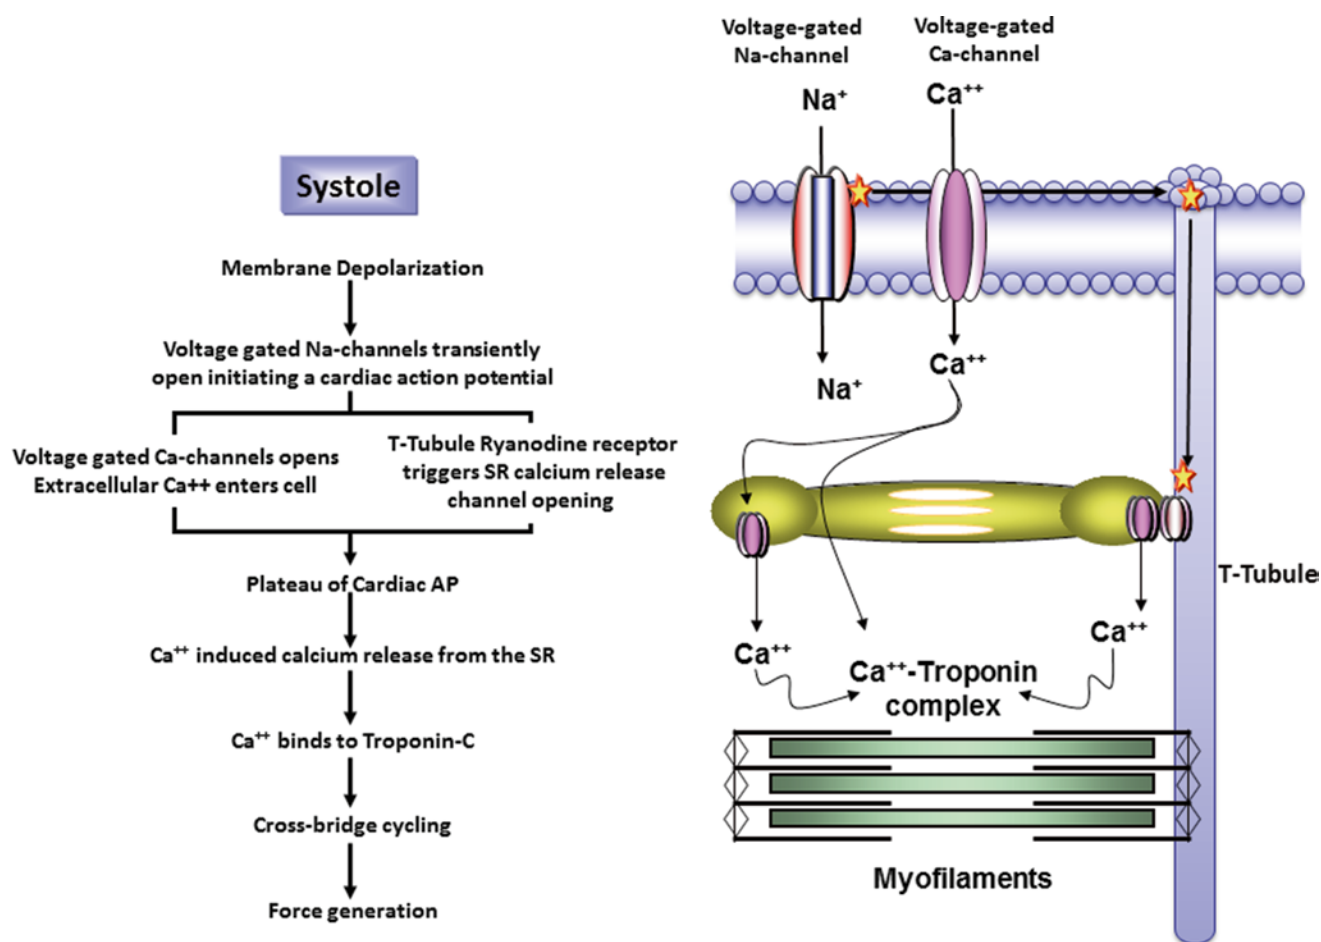 Systole
Membrane Depolarization
Voltage gated Na-channels transiently
open initiating a cardiac action potential
Voltage gated Ca-channels opens
Extracellular Ca++ enters cell
T-Tubule Ryanodine receptor
triggers SR calcium release
channel opening
Plateau of Cardiac AP
Ca⁺⁺ induced calcium release from the SR
Ca⁺⁺ binds to Troponin-C
Cross-bridge cycling
Force generation
Voltage-gated
Na-channel
Voltage-gated
Ca-channel
Na⁺
Ca⁺⁺
Na⁺
Ca⁺⁺
T-Tubule
Ca⁺⁺
Ca⁺⁺
Ca⁺⁺-Troponin
complex
Myofilaments